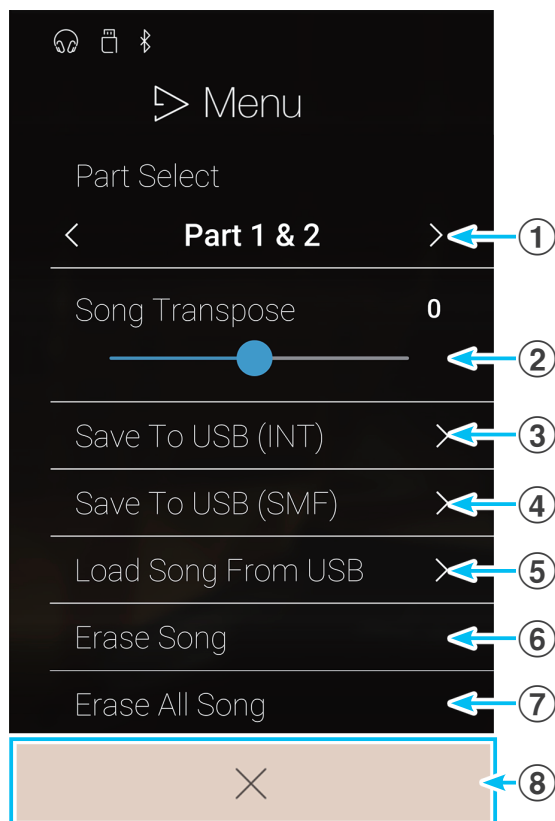 Menu
Part Select
< Part 1 & 2 > 1
Song Transpose 0
2
Save To USB (INT) > 3
Save To USB (SMF) > 4
Load Song From USB > 5
Erase Song 6
Erase All Song 7
8